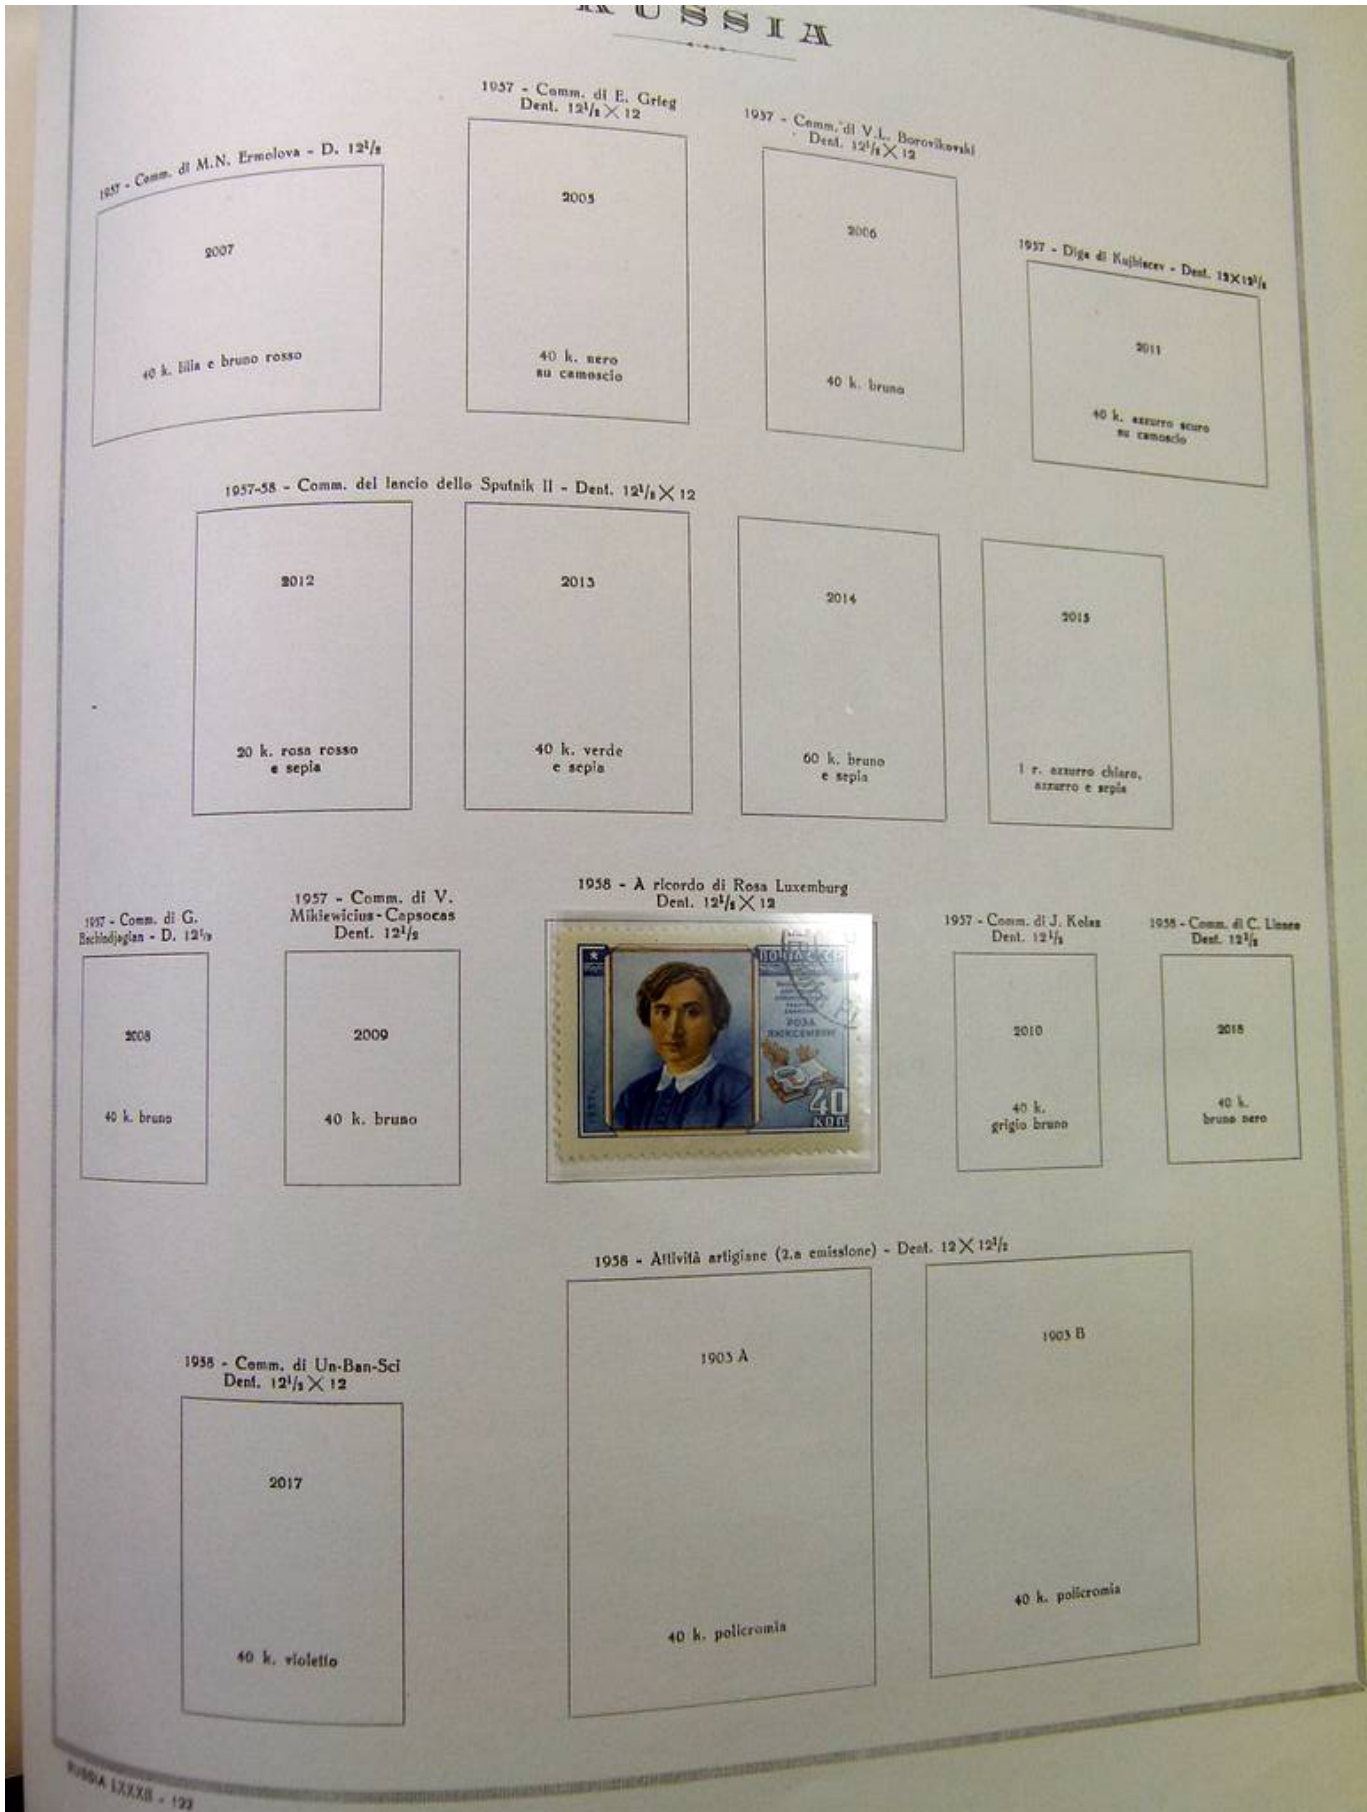 RUSSIA
1957 - Comm. di M.N. Ermolova - D. 12½
2007
40 k. lilla e bruno rosso
1957 - Comm. di E. Grieg
Dent. 12½ X 12
2005
40 k. nero
su camoscio
1957 - Comm. di V.L. Borovikovski
Dent. 12½ X 12
2006
40 k. bruno
1957 - Diga di Kujbiscev - Dent. 12X12½
2011
40 k. azzurro scuro
su camoscio
1957-58 - Comm. del lancio dello Sputnik II - Dent. 12½ X 12
2012
20 k. rosa rosso
e sepia
2013
40 k. verde
e sepia
2014
60 k. bruno
e sepia
2015
1 r. azzurro chiaro,
azzurro e sepia
1957 - Comm. di G.
Bschindjagian - D. 12½
2008
40 k. bruno
1957 - Comm. di V.
Mikiewicius-Capsocas
Dent. 12½
2009
40 k. bruno
1958 - A ricordo di Rosa Luxemburg
Dent. 12½ X 12
ПОЧТА СССР
РОЗА
ЛЮКСЕМБУРГ
40
КОП
1957 - Comm. di J. Kolas
Dent. 12½
2010
40 k.
grigio bruno
1958 - Comm. di C. Linneo
Dent. 12½
2018
40 k.
bruno nero
1958 - Comm. di Un-Ban-Sci
Dent. 12½ X 12
2017
40 k. violetto
1958 - Attività artigiane (2.a emissione) - Dent. 12 X 12½
1903 A
40 k. policromia
1903 B
40 k. policromia
RUSSIA LXXXII - 122